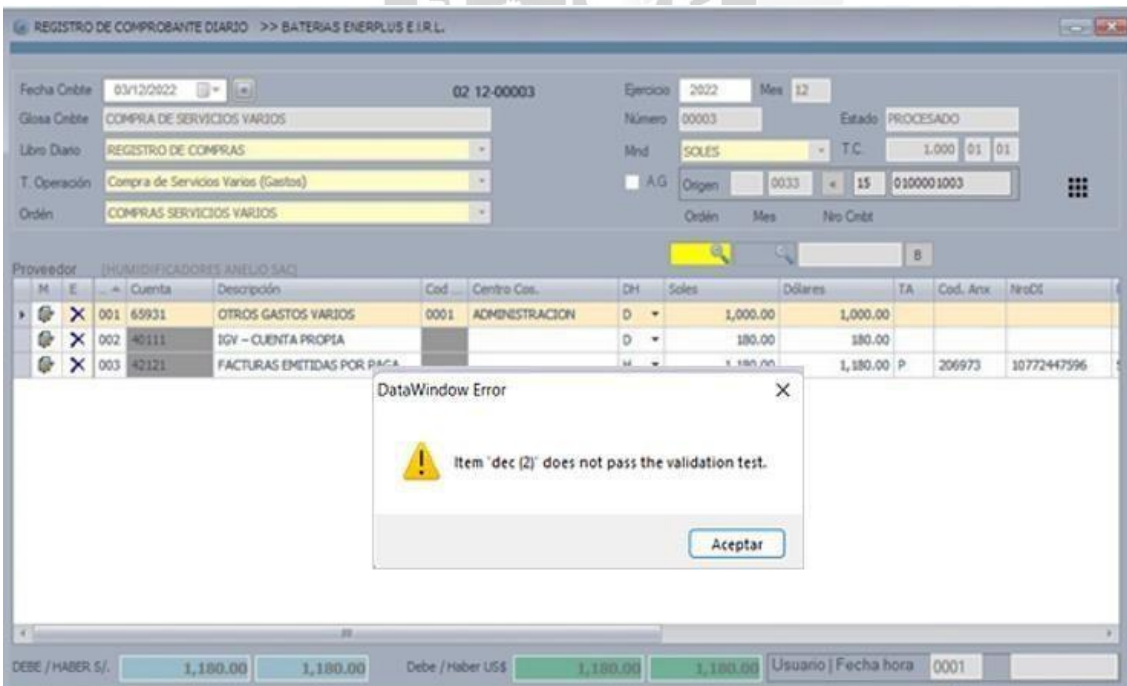 REGISTRO DE COMPROBANTE DIARIO >> BATERIAS ENERPLUS E.I.R.L.
Fecha Cmbte 03/12/2022 02 12-00003 Ejercicio 2022 Mes 12
Glosa Cmbte COMPRA DE SERVICIOS VARIOS Número 00003 Estado PROCESADO
Libro Diario REGISTRO DE COMPRAS Mnd SOLES T.C. 1.000 01 01
T. Operación Compra de Servicios Varios (Gastos) A.G Origen 0033 « 15 0100001003
Ordén COMPRAS SERVICIOS VARIOS Ordén Mes Nro Cmbt
B
Proveedor [HUMIDIFICADORES ANEIJO SAC]
M E ... Cuenta Descripción Cod ... Centro Cos. DH Soles Dólares TA Cod. Anx NroDI
001 65931 OTROS GASTOS VARIOS 0001 ADMINISTRACION D 1,000.00 1,000.00
002 40111 IGV – CUENTA PROPIA D 180.00 180.00
003 42121 FACTURAS EMITIDAS POR PAGA H 1,180.00 1,180.00 P 206973 10772447596
DataWindow Error
Item 'dec (2)' does not pass the validation test.
Aceptar
DEBE / HABER S/. 1,180.00 1,180.00 Debe / Haber US$ 1,180.00 1,180.00 Usuario | Fecha hora 0001